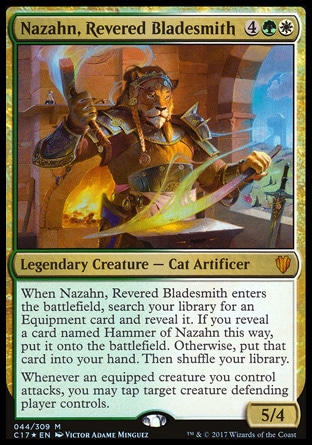 Nazahn, Revered Bladesmith 4
Legendary Creature — Cat Artificer
When Nazahn, Revered Bladesmith enters
the battlefield, search your library for an
Equipment card and reveal it. If you reveal
a card named Hammer of Nazahn this way,
put it onto the battlefield. Otherwise, put that
card into your hand. Then shuffle your library.
Whenever an equipped creature you control
attacks, you may tap target creature defending
player controls.
5/4
044/309 M
C17 ★ EN Victor Adame Minguez
™ & © 2017 Wizards of the Coast